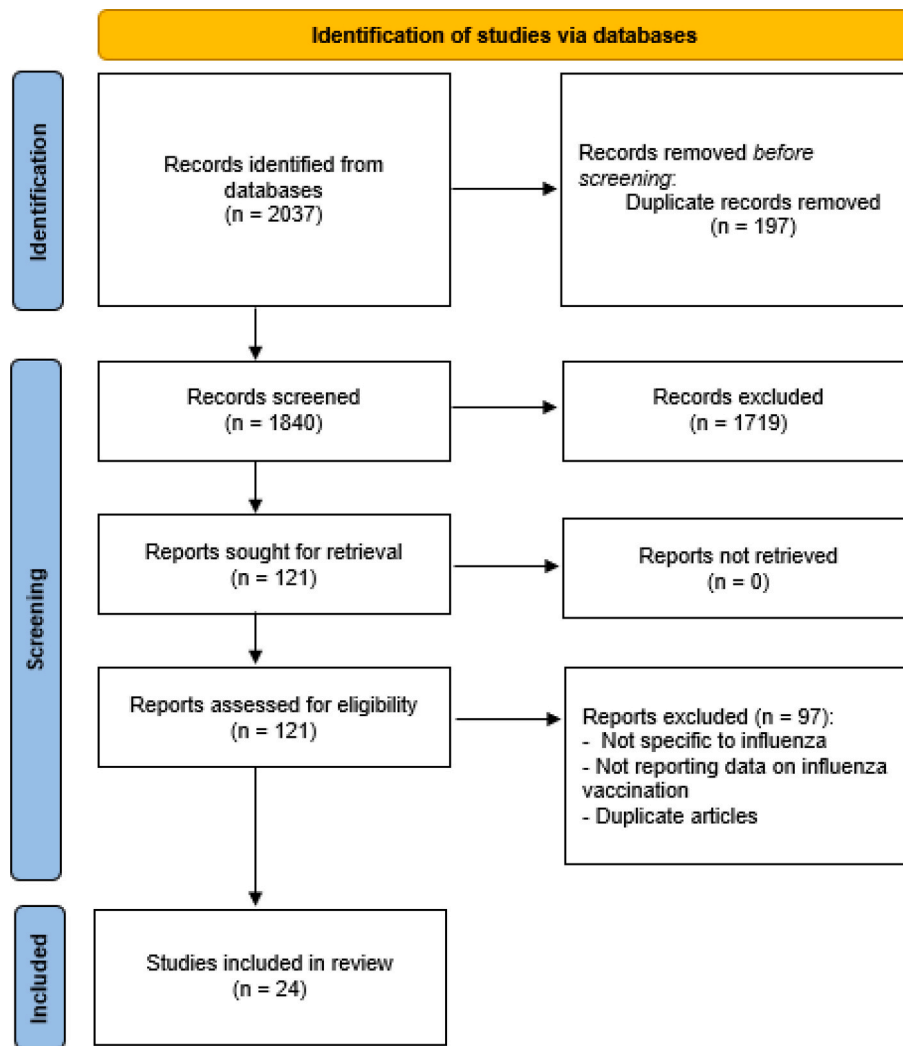 Identification of studies via databases
Identification
Records identified from
databases
(n = 2037)
Records removed before
screening:
Duplicate records removed
(n = 197)
Screening
Records screened
(n = 1840)
Records excluded
(n = 1719)
Reports sought for retrieval
(n = 121)
Reports not retrieved
(n = 0)
Reports assessed for eligibility
(n = 121)
Reports excluded (n = 97):
- Not specific to influenza
- Not reporting data on influenza
vaccination
- Duplicate articles
Included
Studies included in review
(n = 24)